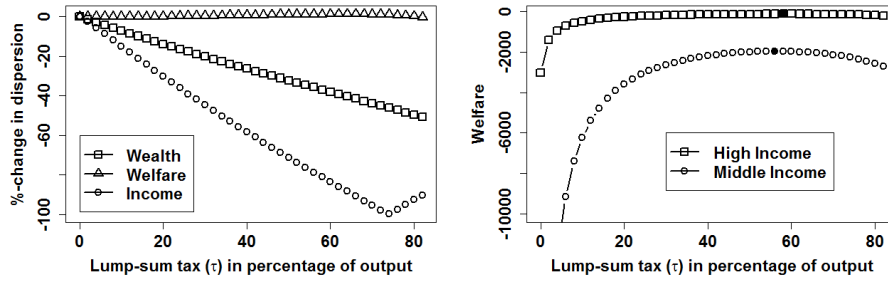 %-change in dispersion
0
-20
-40
-60
-80
-100
Wealth
Welfare
Income
0
20
40
60
80
Lump-sum tax (τ) in percentage of output
Welfare
0
-2000
-6000
-10000
High Income
Middle Income
0
20
40
60
80
Lump-sum tax (τ) in percentage of output